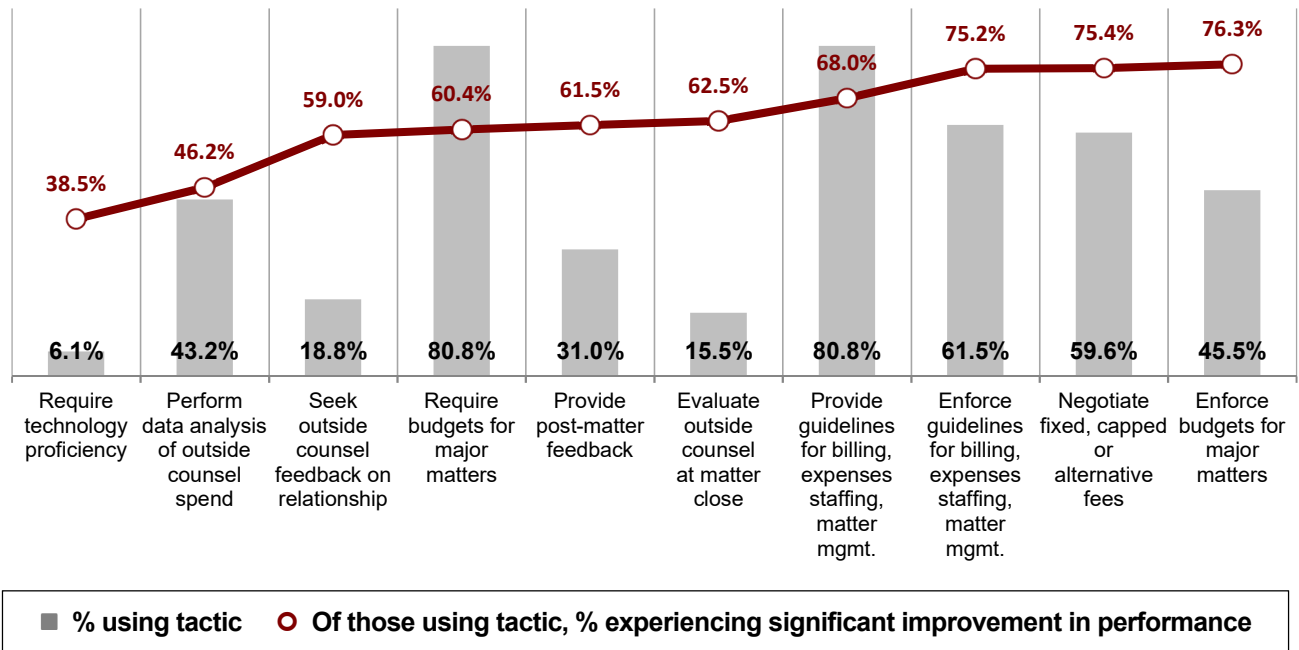 38.5%
46.2%
59.0%
60.4%
61.5%
62.5%
68.0%
75.2%
75.4%
76.3%
6.1%
43.2%
18.8%
80.8%
31.0%
15.5%
80.8%
61.5%
59.6%
45.5%
Require
technology
proficiency
Perform
data analysis
of outside
counsel
spend
Seek
outside
counsel
feedback on
relationship
Require
budgets for
major
matters
Provide
post-matter
feedback
Evaluate
outside
counsel
at matter
close
Provide
guidelines
for billing,
expenses
staffing,
matter
mgmt.
Enforce
guidelines
for billing,
expenses
staffing,
matter
mgmt.
Negotiate
fixed, capped
or
alternative
fees
Enforce
budgets for
major
matters
% using tactic
Of those using tactic, % experiencing significant improvement in performance